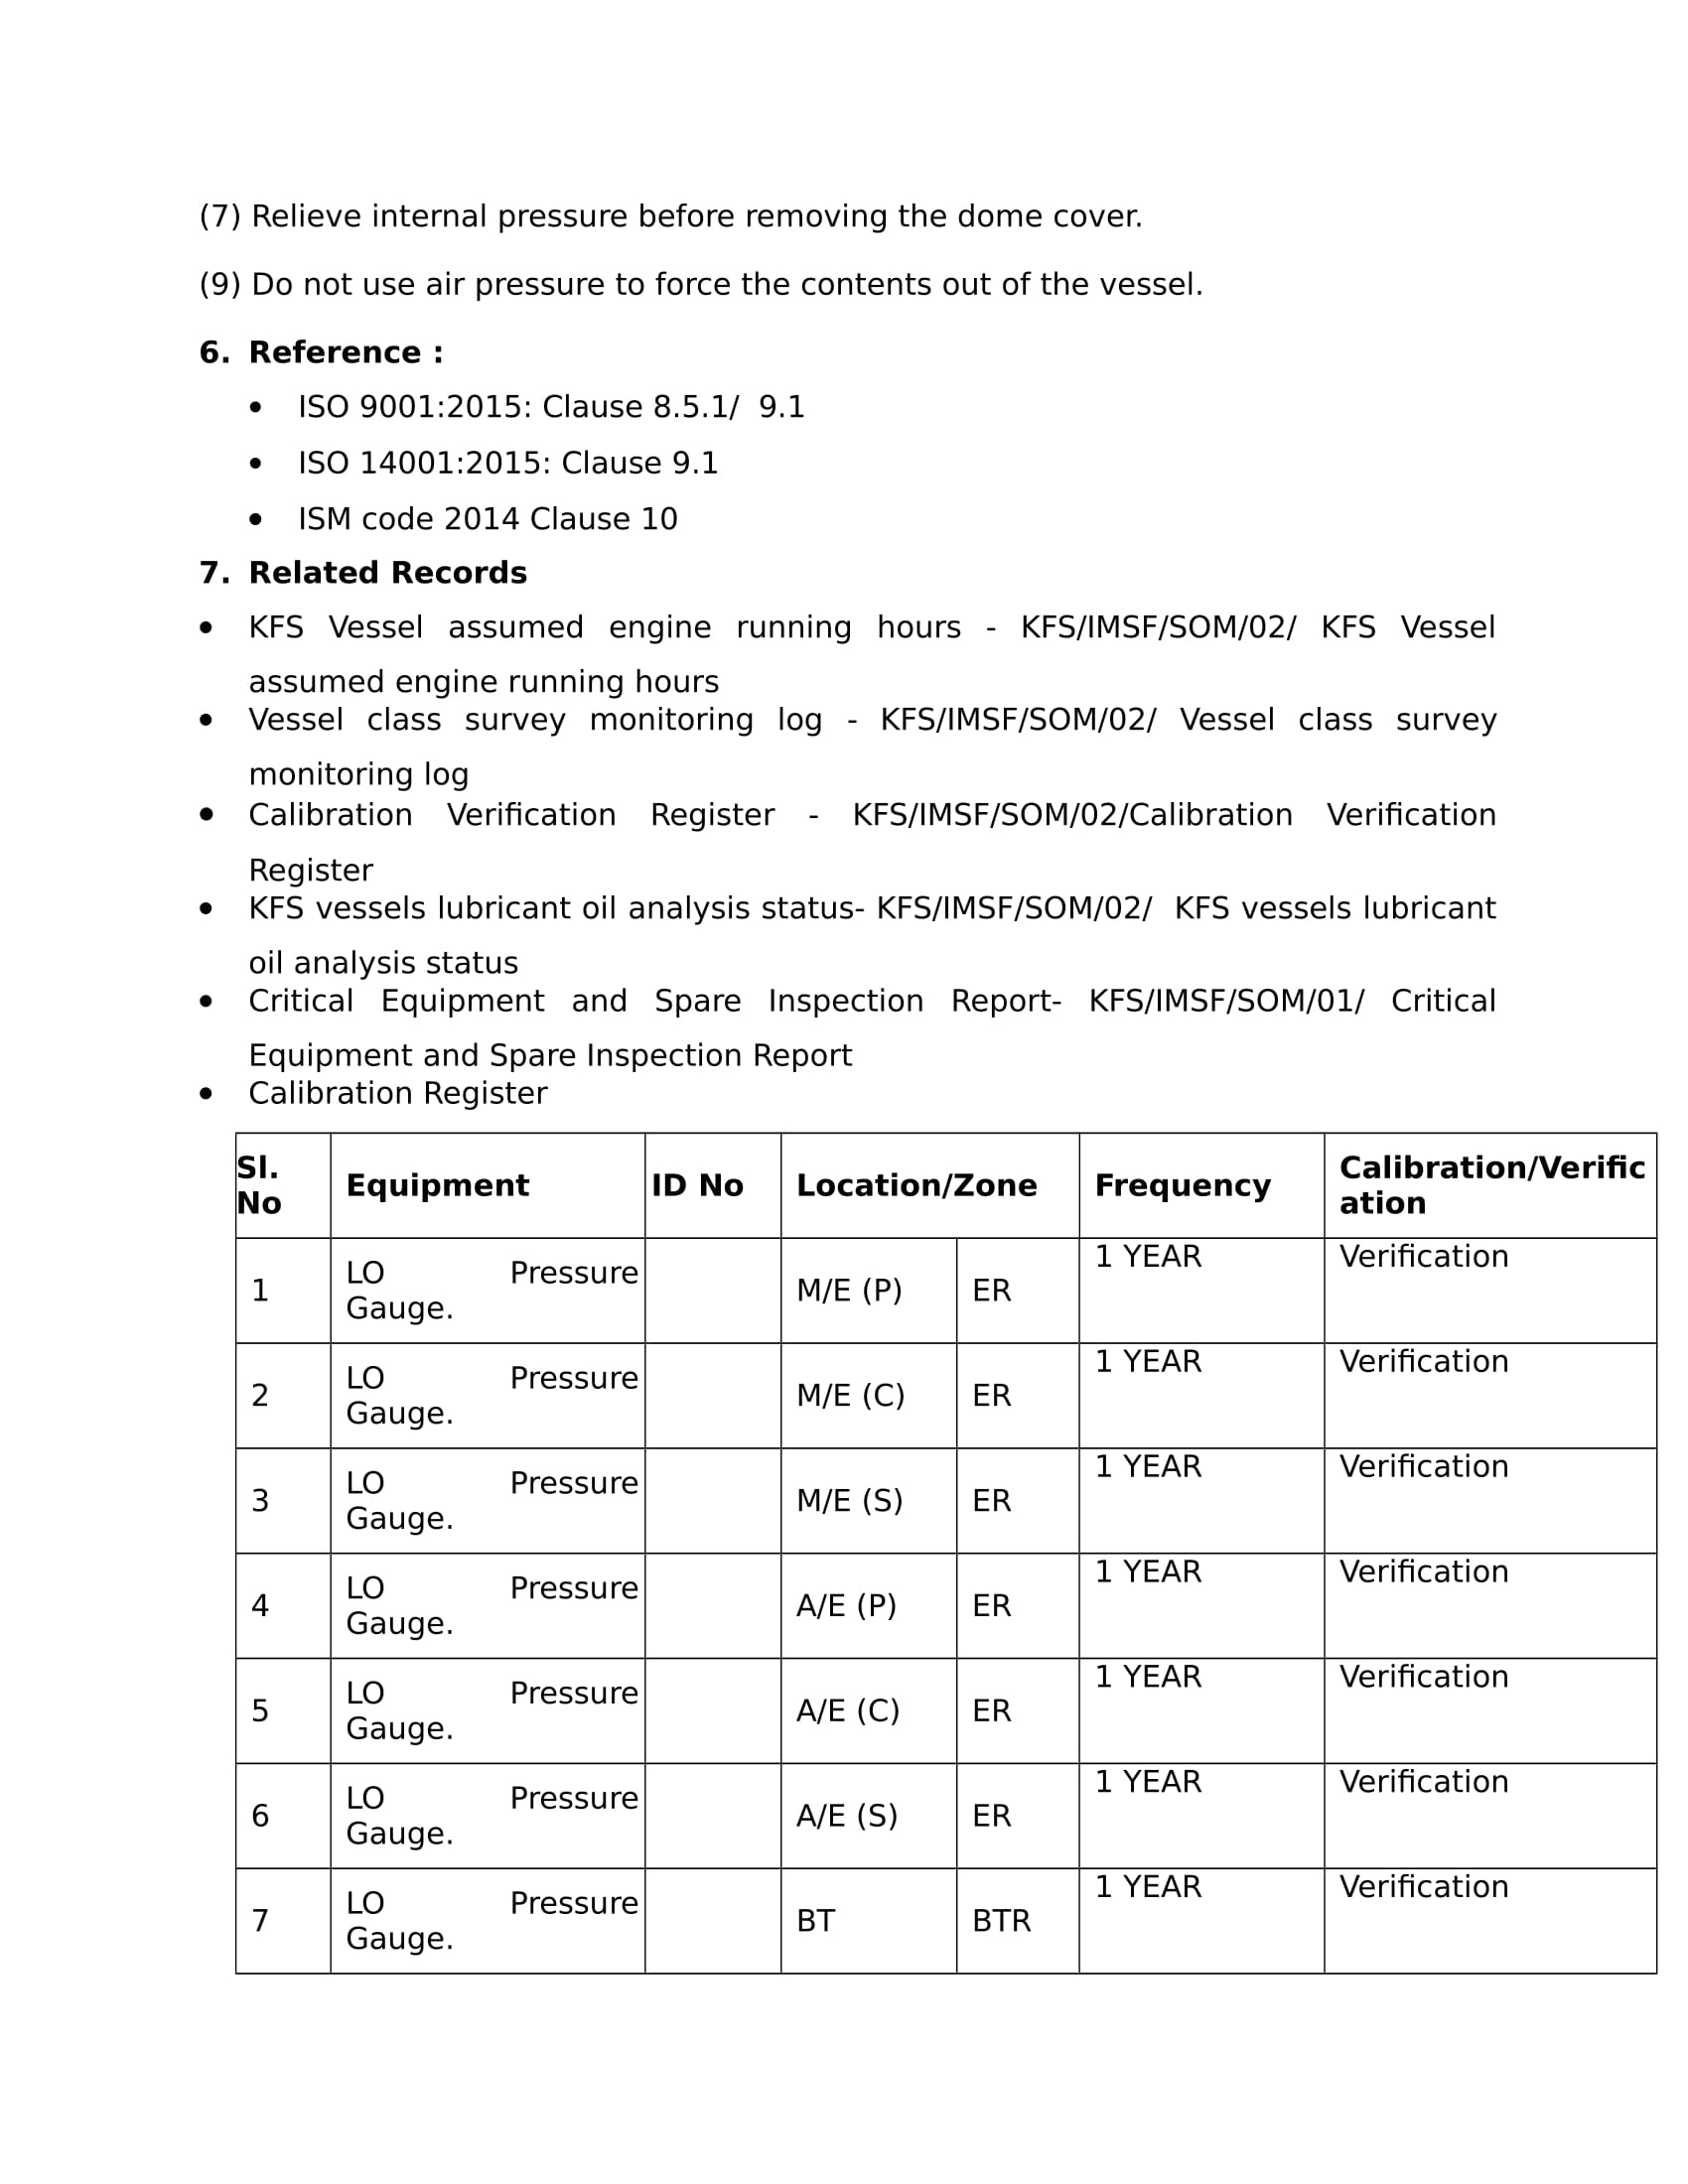 (7) Relieve internal pressure before removing the dome cover.
(9) Do not use air pressure to force the contents out of the vessel.
6. Reference :
• ISO 9001:2015: Clause 8.5.1/  9.1
• ISO 14001:2015: Clause 9.1
• ISM code 2014 Clause 10
7. Related Records
• KFS Vessel assumed engine running hours - KFS/IMSF/SOM/02/ KFS Vessel
assumed engine running hours
• Vessel class survey monitoring log - KFS/IMSF/SOM/02/ Vessel class survey
monitoring log
• Calibration Verification Register - KFS/IMSF/SOM/02/Calibration Verification
Register
• KFS vessels lubricant oil analysis status- KFS/IMSF/SOM/02/  KFS vessels lubricant
oil analysis status
• Critical Equipment and Spare Inspection Report- KFS/IMSF/SOM/01/ Critical
Equipment and Spare Inspection Report
• Calibration Register
Sl.
No
Equipment
ID No
Location/Zone
Frequency
Calibration/Verific
ation
1
LO Pressure
Gauge.
M/E (P)
ER
1 YEAR
Verification
2
LO Pressure
Gauge.
M/E (C)
ER
1 YEAR
Verification
3
LO Pressure
Gauge.
M/E (S)
ER
1 YEAR
Verification
4
LO Pressure
Gauge.
A/E (P)
ER
1 YEAR
Verification
5
LO Pressure
Gauge.
A/E (C)
ER
1 YEAR
Verification
6
LO Pressure
Gauge.
A/E (S)
ER
1 YEAR
Verification
7
LO Pressure
Gauge.
BT
BTR
1 YEAR
Verification